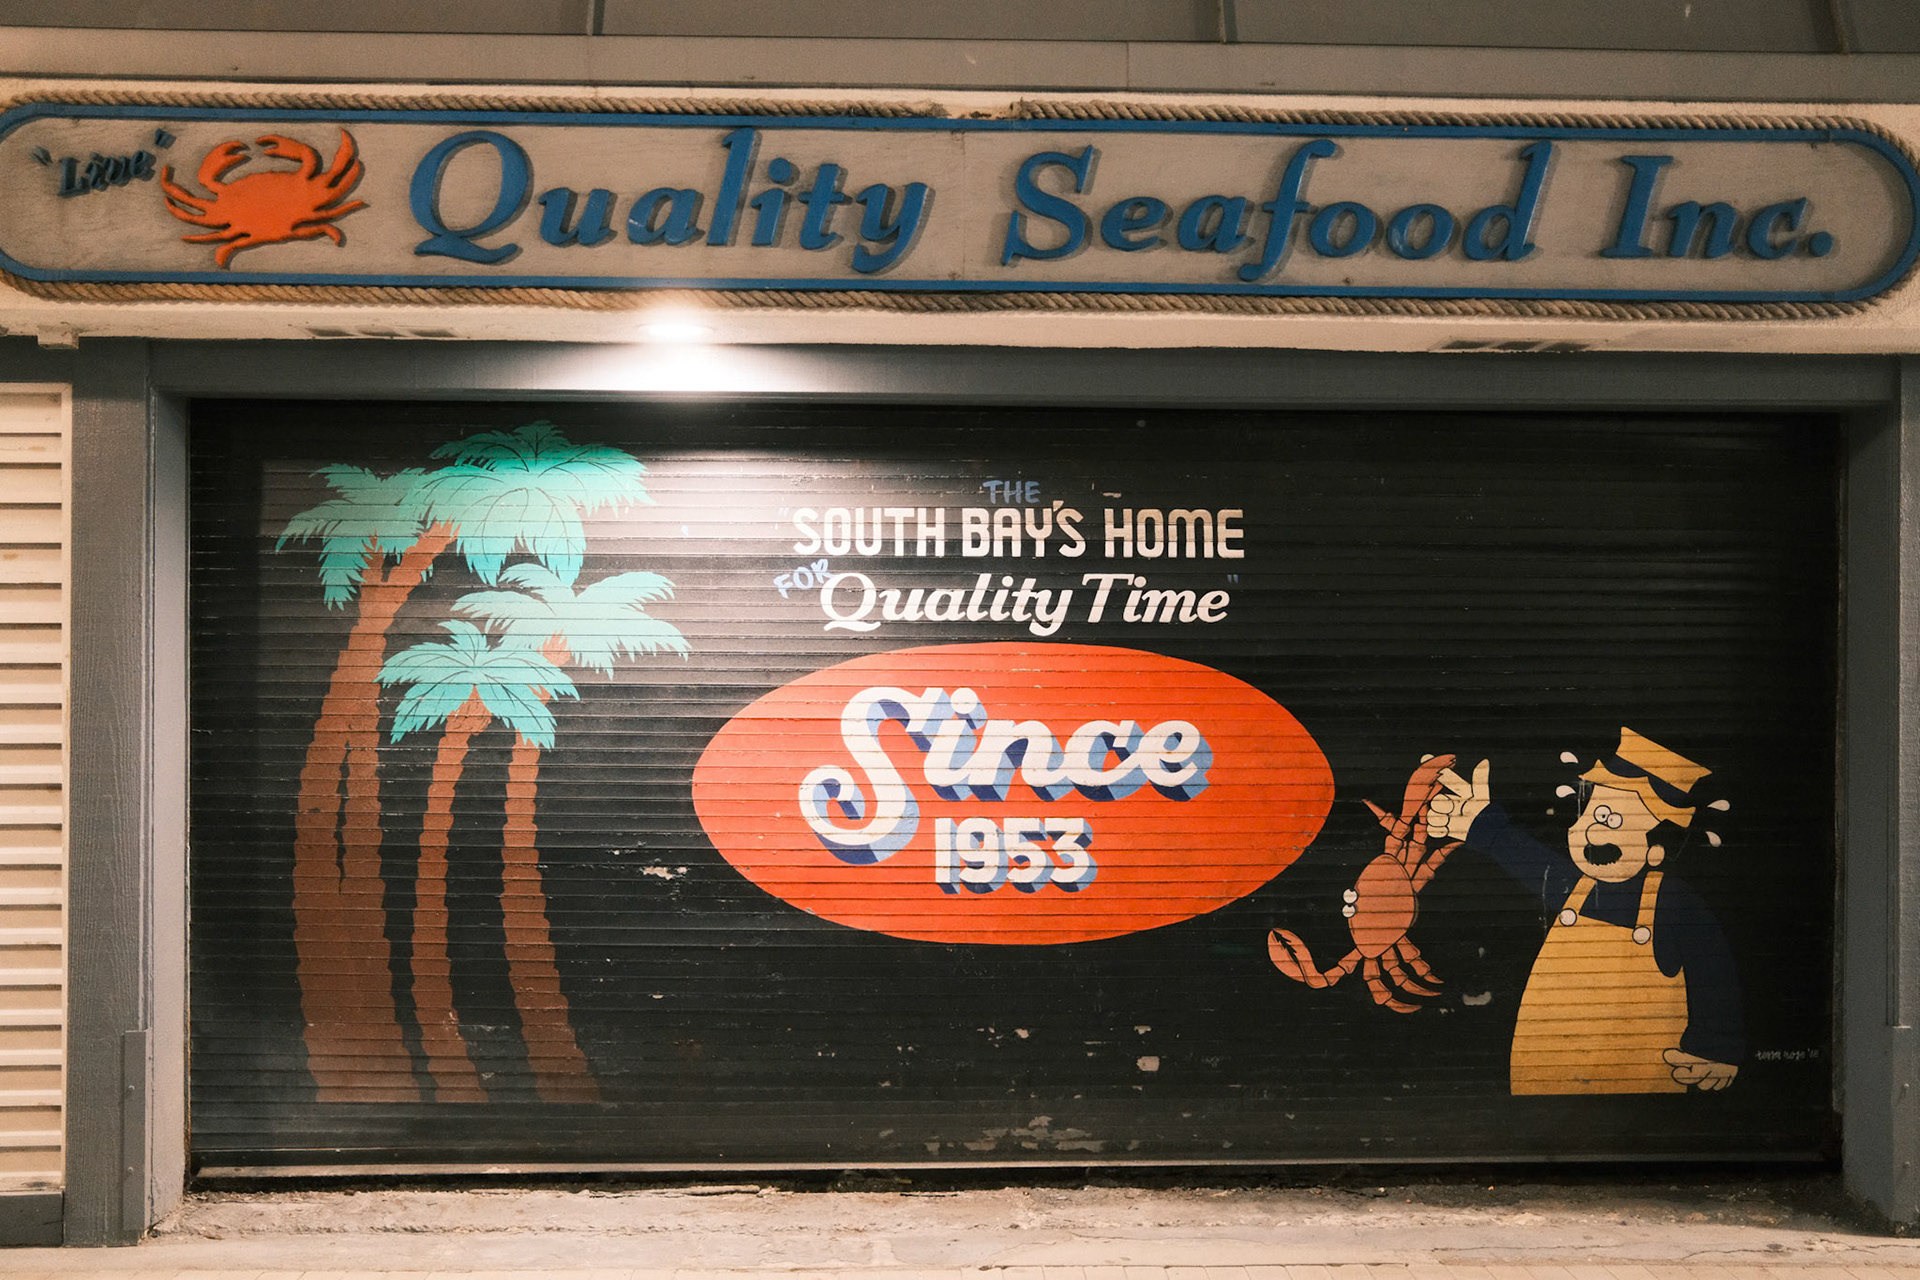 "Live" Quality Seafood Inc.
THE
"SOUTH BAY'S HOME
FOR Quality Time"
Since
1953